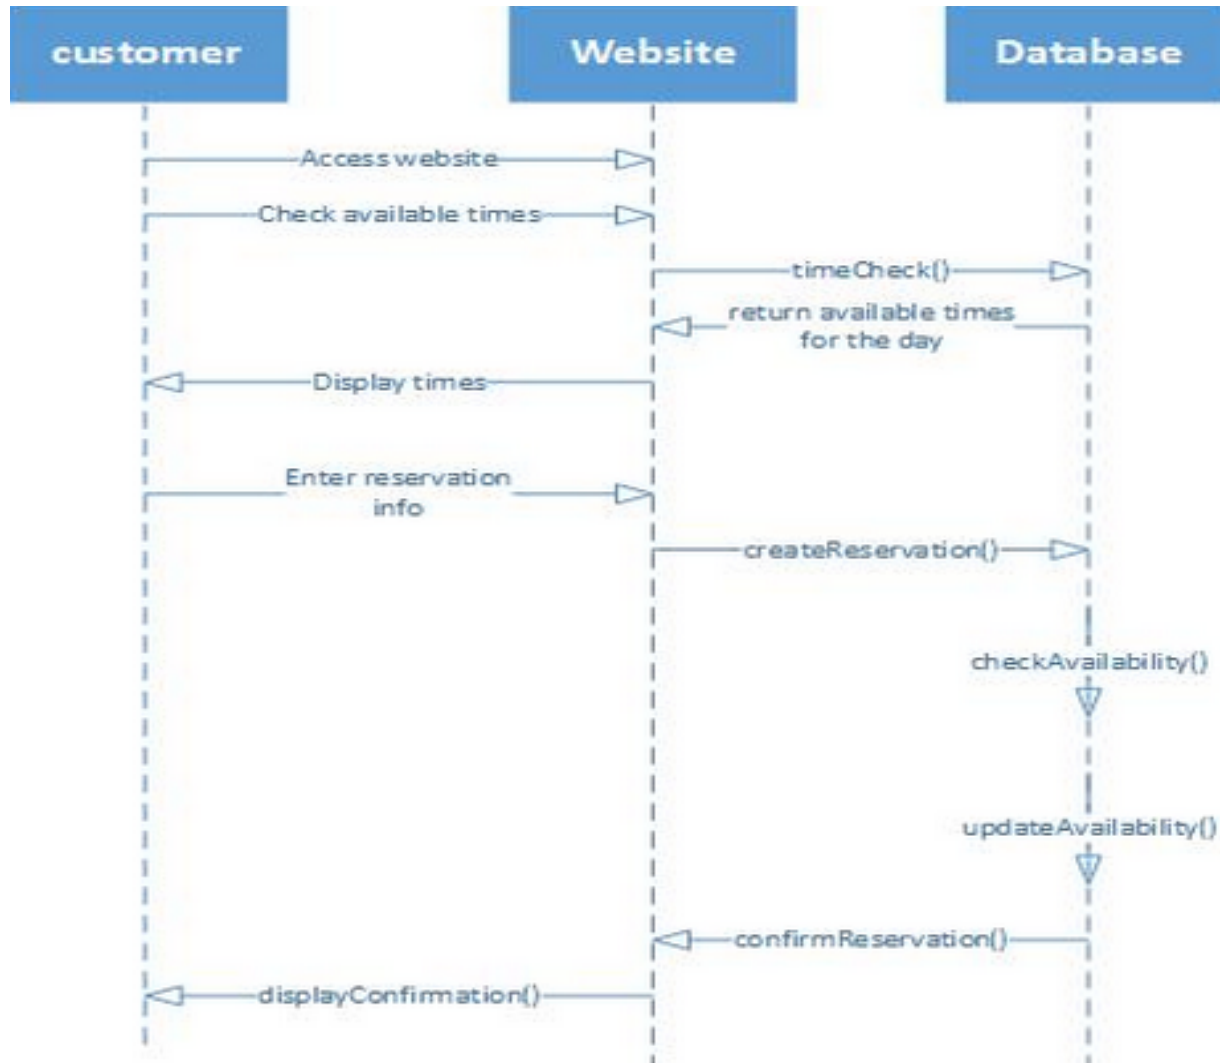 customer
Website
Database
Access website
Check available times
timeCheck()
return available times
for the day
Display times
Enter reservation
info
createReservation()
checkAvailability()
updateAvailability()
confirmReservation()
displayConfirmation()